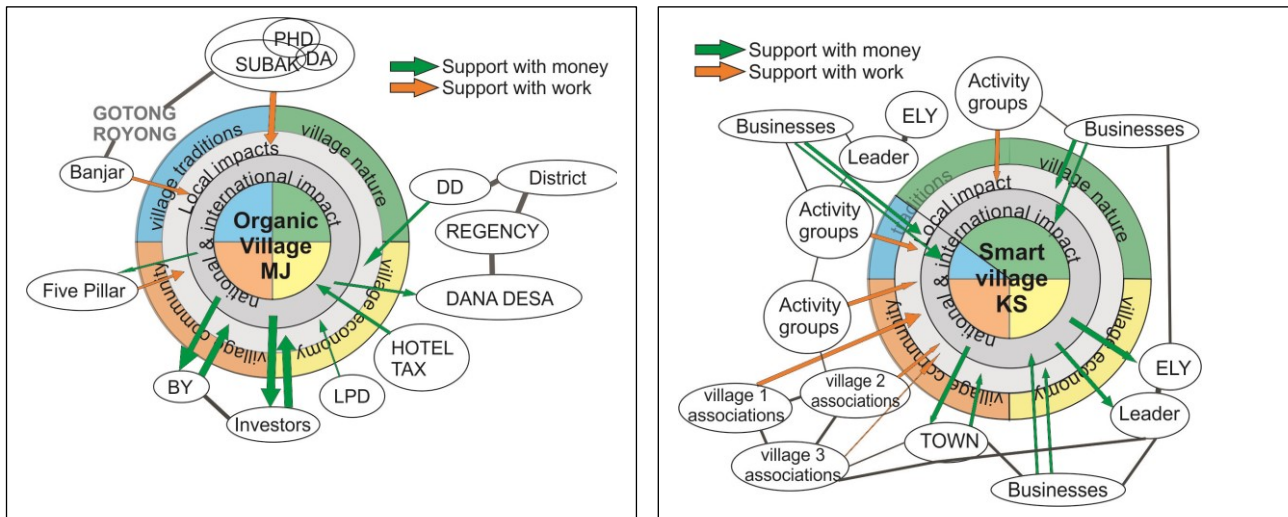 PHD
SUBAK
DA
Support with money
Support with work
GOTONG
ROYONG
Banjar
village traditions
village nature
Local impacts
national & international impact
Organic
Village
MJ
DD
District
REGENCY
DANA DESA
Five Pillar
village community
village economy
HOTEL
TAX
BY
LPD
Investors
Support with money
Support with work
Activity
groups
ELY
Businesses
Leader
Businesses
traditions
village nature
Local impact
national & international impact
Activity
groups
Smart
village
KS
Activity
groups
village community
village economy
village 1
associations
village 2
associations
village 3
associations
TOWN
ELY
Leader
Businesses